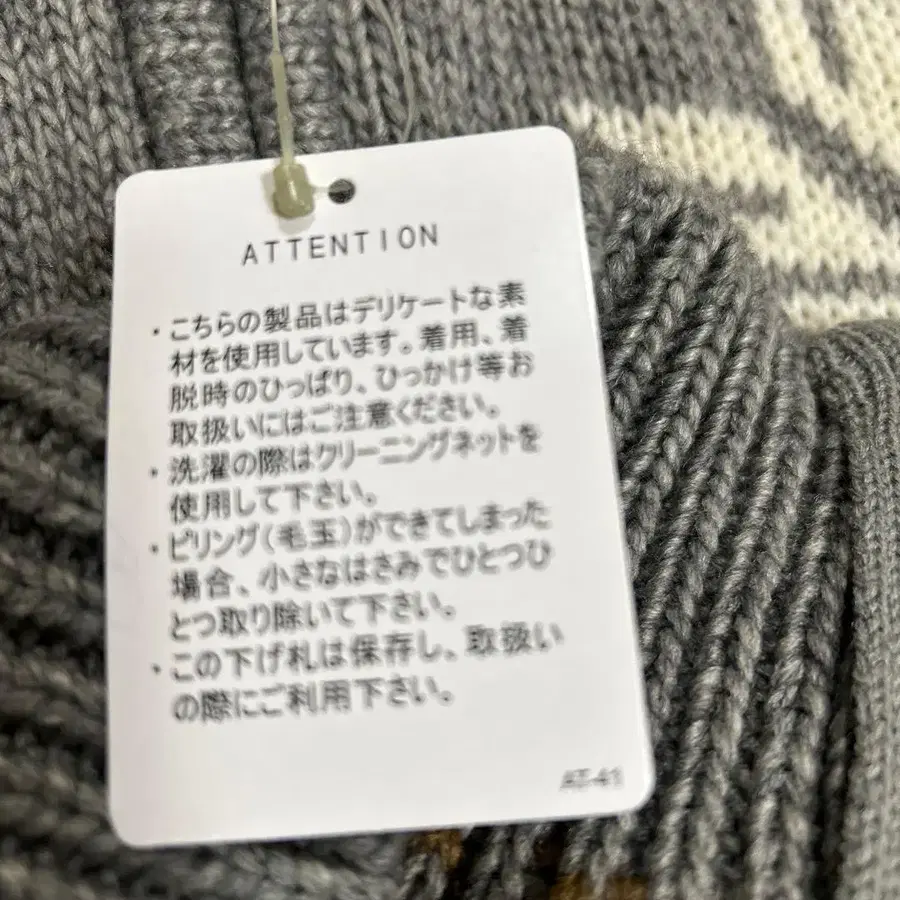 ATTENTION
・こちらの製品はデリケートな素
材を使用しています。着用、着
脱時のひっぱり、ひっかけ等お
取扱いにはご注意ください。
・洗濯の際はクリーニングネットを
使用して下さい。
・ピリング(毛玉)ができてしまった
場合、小さなはさみでひとつひ
とつ取り除いて下さい。
・この下げ札は保存し、取扱い
の際にご利用下さい。
AT-41